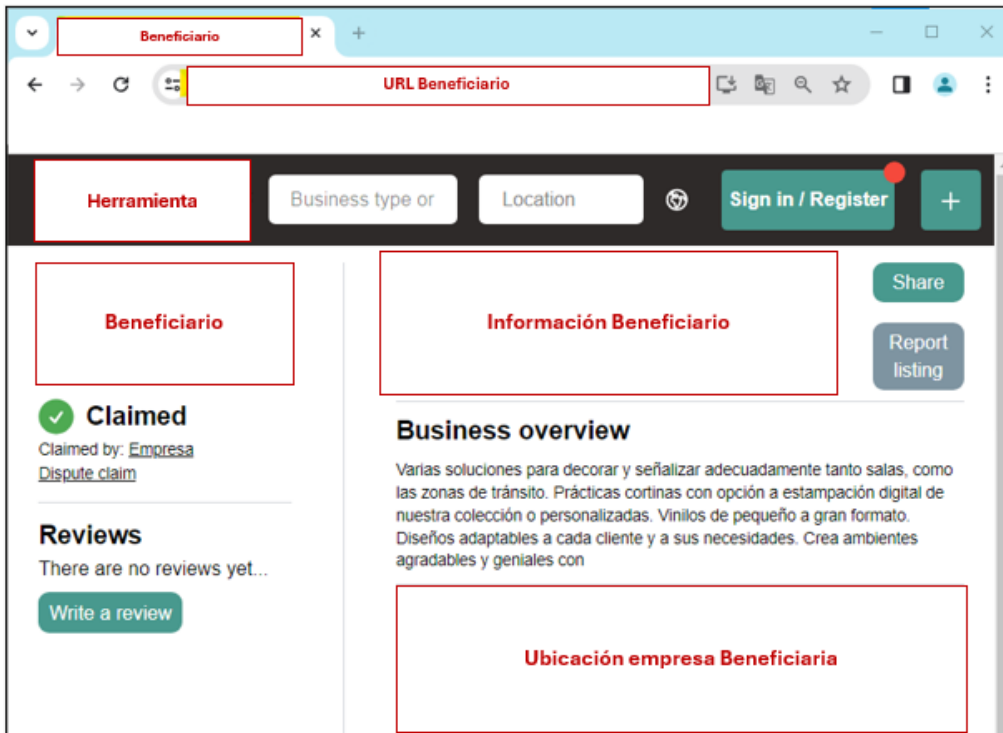 Beneficiario
URL Beneficiario
Herramienta
Business type or
Location
Sign in / Register
+
Beneficiario
Información Beneficiario
Share
Report
listing
Claimed
Claimed by: Empresa
Dispute claim
Business overview
Varias soluciones para decorar y señalizar adecuadamente tanto salas, como
las zonas de tránsito. Prácticas cortinas con opción a estampación digital de
nuestra colección o personalizadas. Vinilos de pequeño a gran formato.
Diseños adaptables a cada cliente y a sus necesidades. Crea ambientes
agradables y geniales con
Reviews
There are no reviews yet...
Write a review
Ubicación empresa Beneficiaria